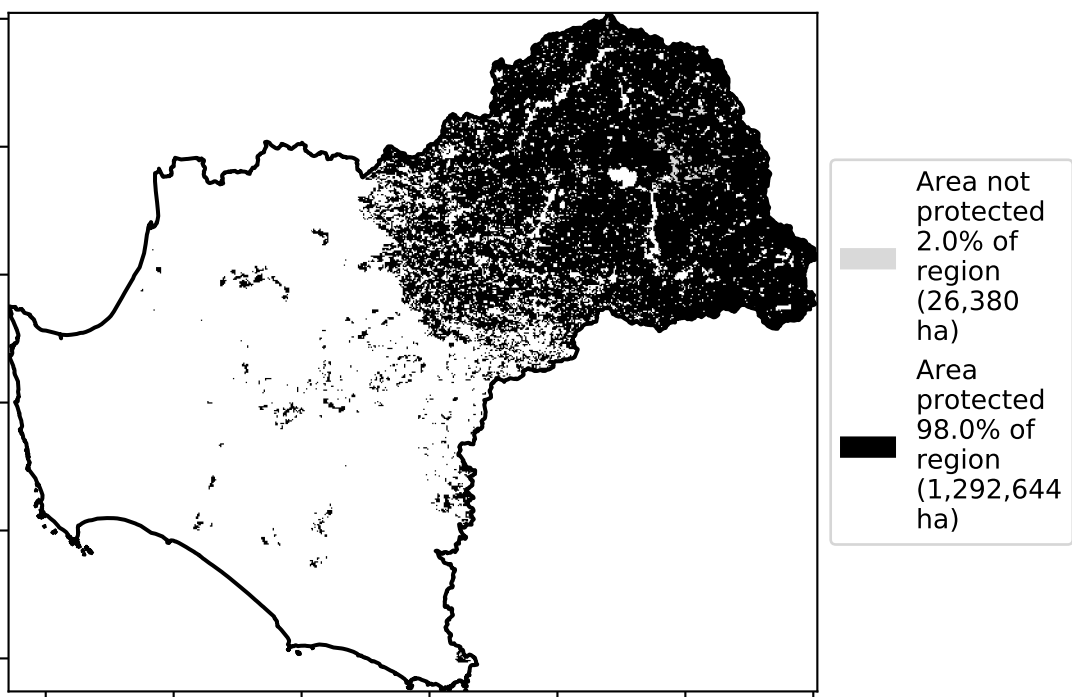 Area not
protected
2.0% of
region
(26,380
ha)
Area
protected
98.0% of
region
(1,292,644
ha)